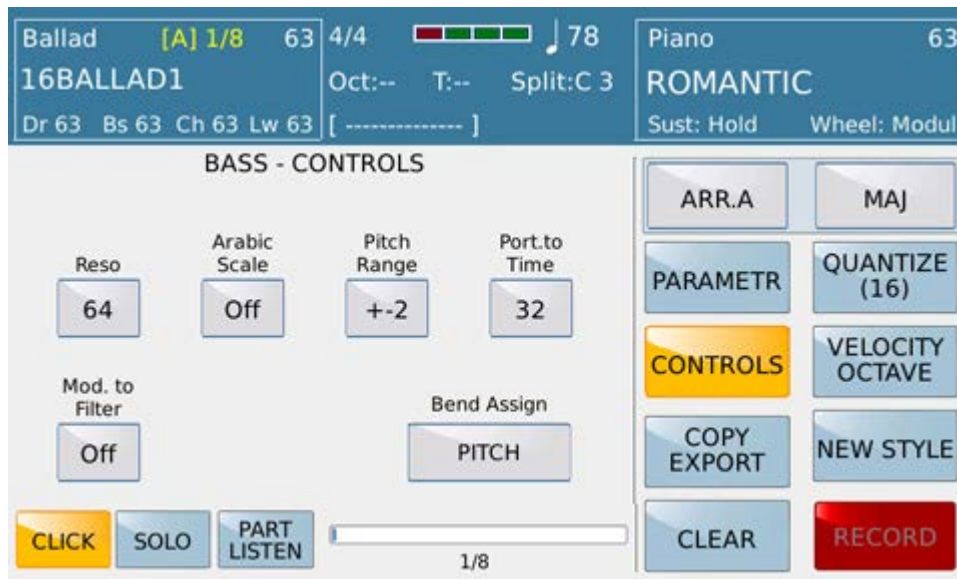 Ballad [A] 1/8 63
16BALLAD1
Dr 63 Bs 63 Ch 63 Lw 63
4/4 78
Oct:-- T:-- Split:C 3
[ -------------- ]
Piano 63
ROMANTIC
Sust: Hold Wheel: Modul
BASS - CONTROLS
Reso
64
Arabic
Scale
Off
Pitch
Range
+-2
Port.to
Time
32
Mod. to
Filter
Off
Bend Assign
PITCH
CLICK
SOLO
PART
LISTEN
1/8
ARR.A
MAJ
PARAMETR
QUANTIZE
(16)
CONTROLS
VELOCITY
OCTAVE
COPY
EXPORT
NEW STYLE
CLEAR
RECORD